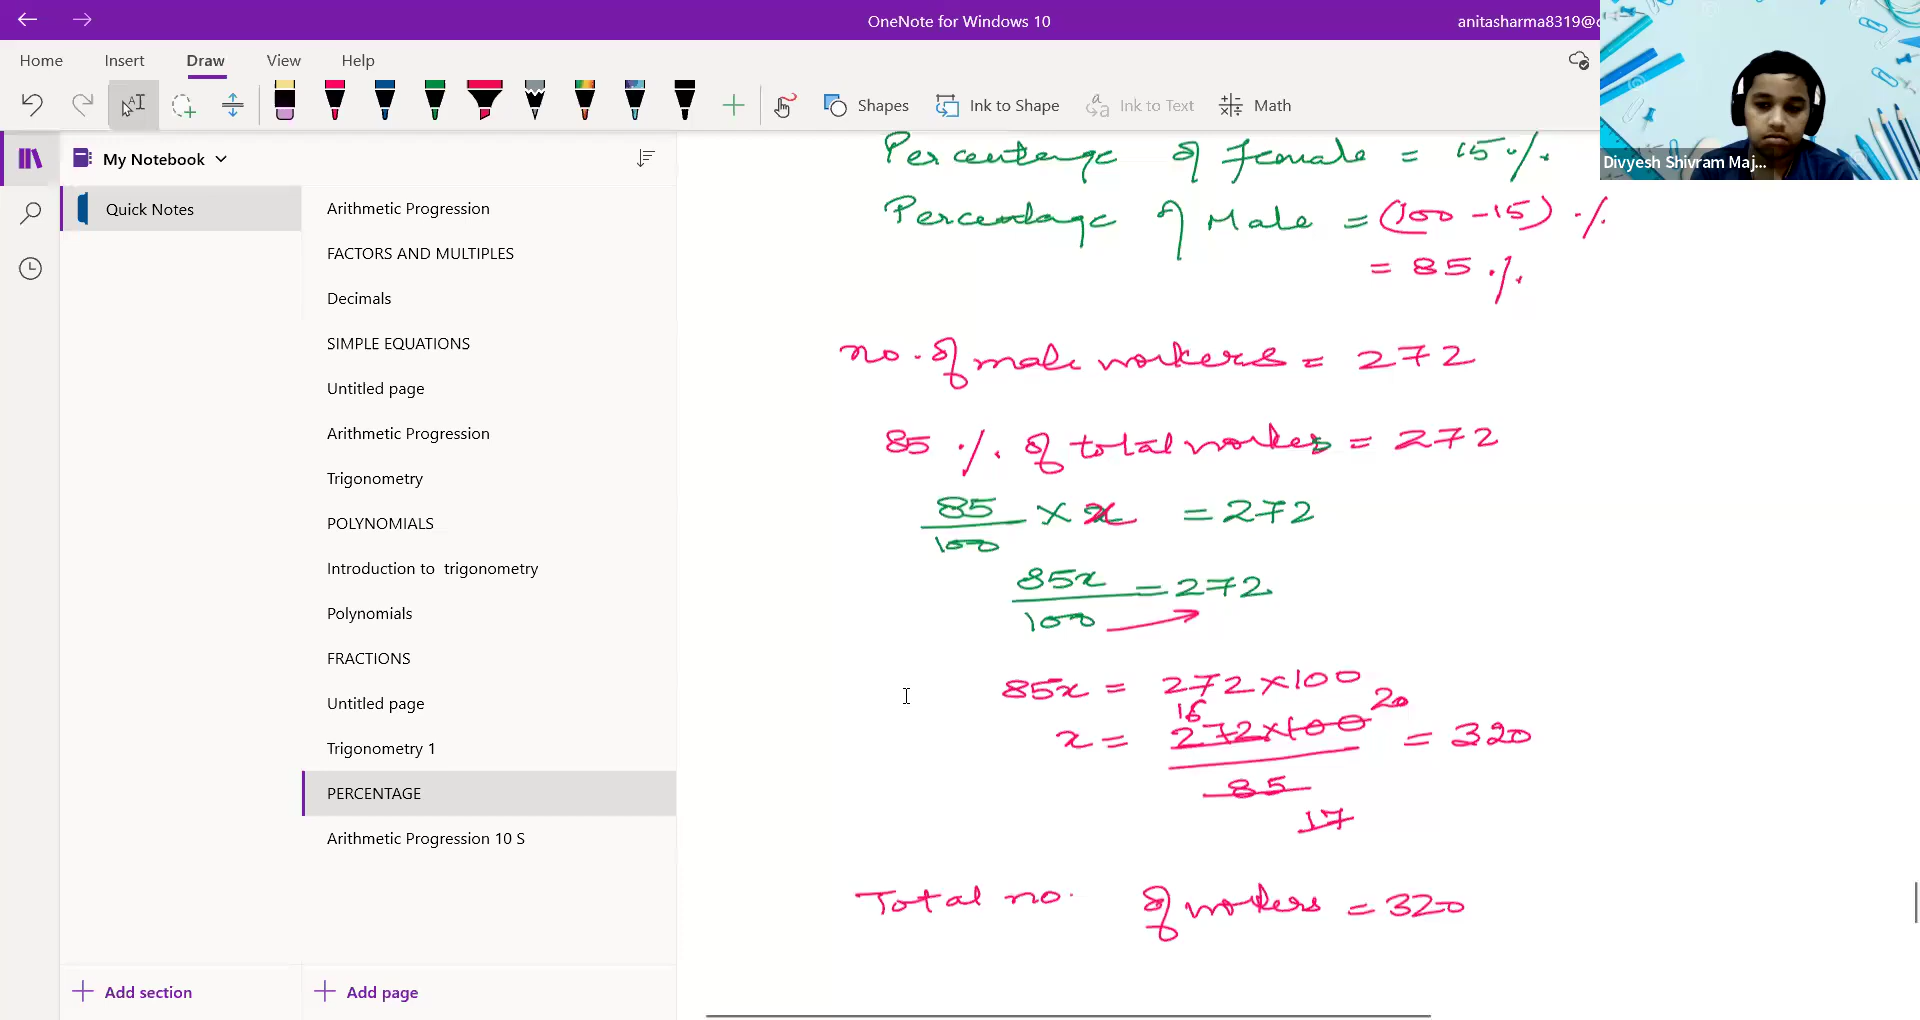 OneNote for Windows 10
anitasharma8319@
Home Insert Draw View Help
Shapes Ink to Shape Ink to Text Math
My Notebook
Quick Notes
Arithmetic Progression
FACTORS AND MULTIPLES
Decimals
SIMPLE EQUATIONS
Untitled page
Arithmetic Progression
Trigonometry
POLYNOMIALS
Introduction to trigonometry
Polynomials
FRACTIONS
Untitled page
Trigonometry 1
PERCENTAGE
Arithmetic Progression 10 S
Add section
Add page
Divyesh Shivram Maj...
Percentage of female = 15 %
Percentage of Male = (100 - 15) %
= 85 %
no. of male workers = 272
85 % of total workers = 272
85/100 × x = 272
85x/100 = 272
85x = 272 × 100
16 20
x = 272 × 100 / 85 = 320
17
Total no. of workers = 320